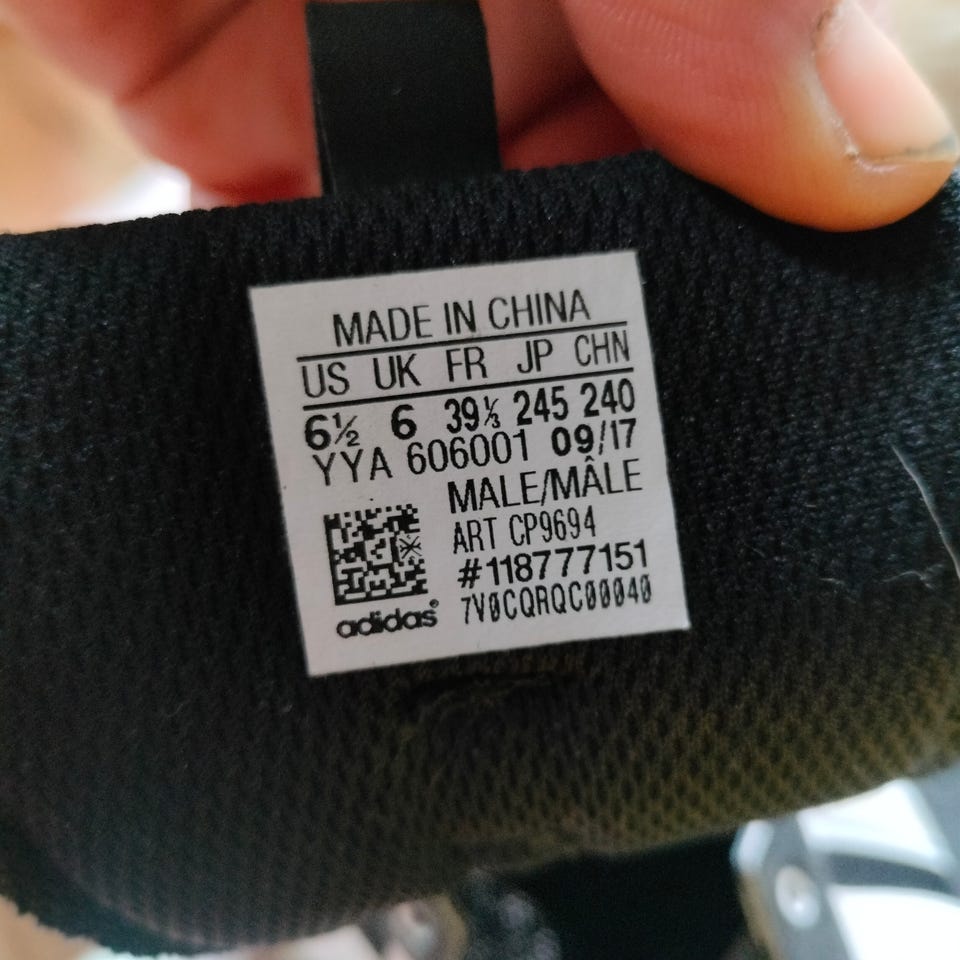 MADE IN CHINA
US UK FR JP CHN
6½ 6 39⅓ 245 240
YYA 606001 09/17
MALE/MÂLE
ART CP9694
#118777151
7V0CQRQC00040
adidas®